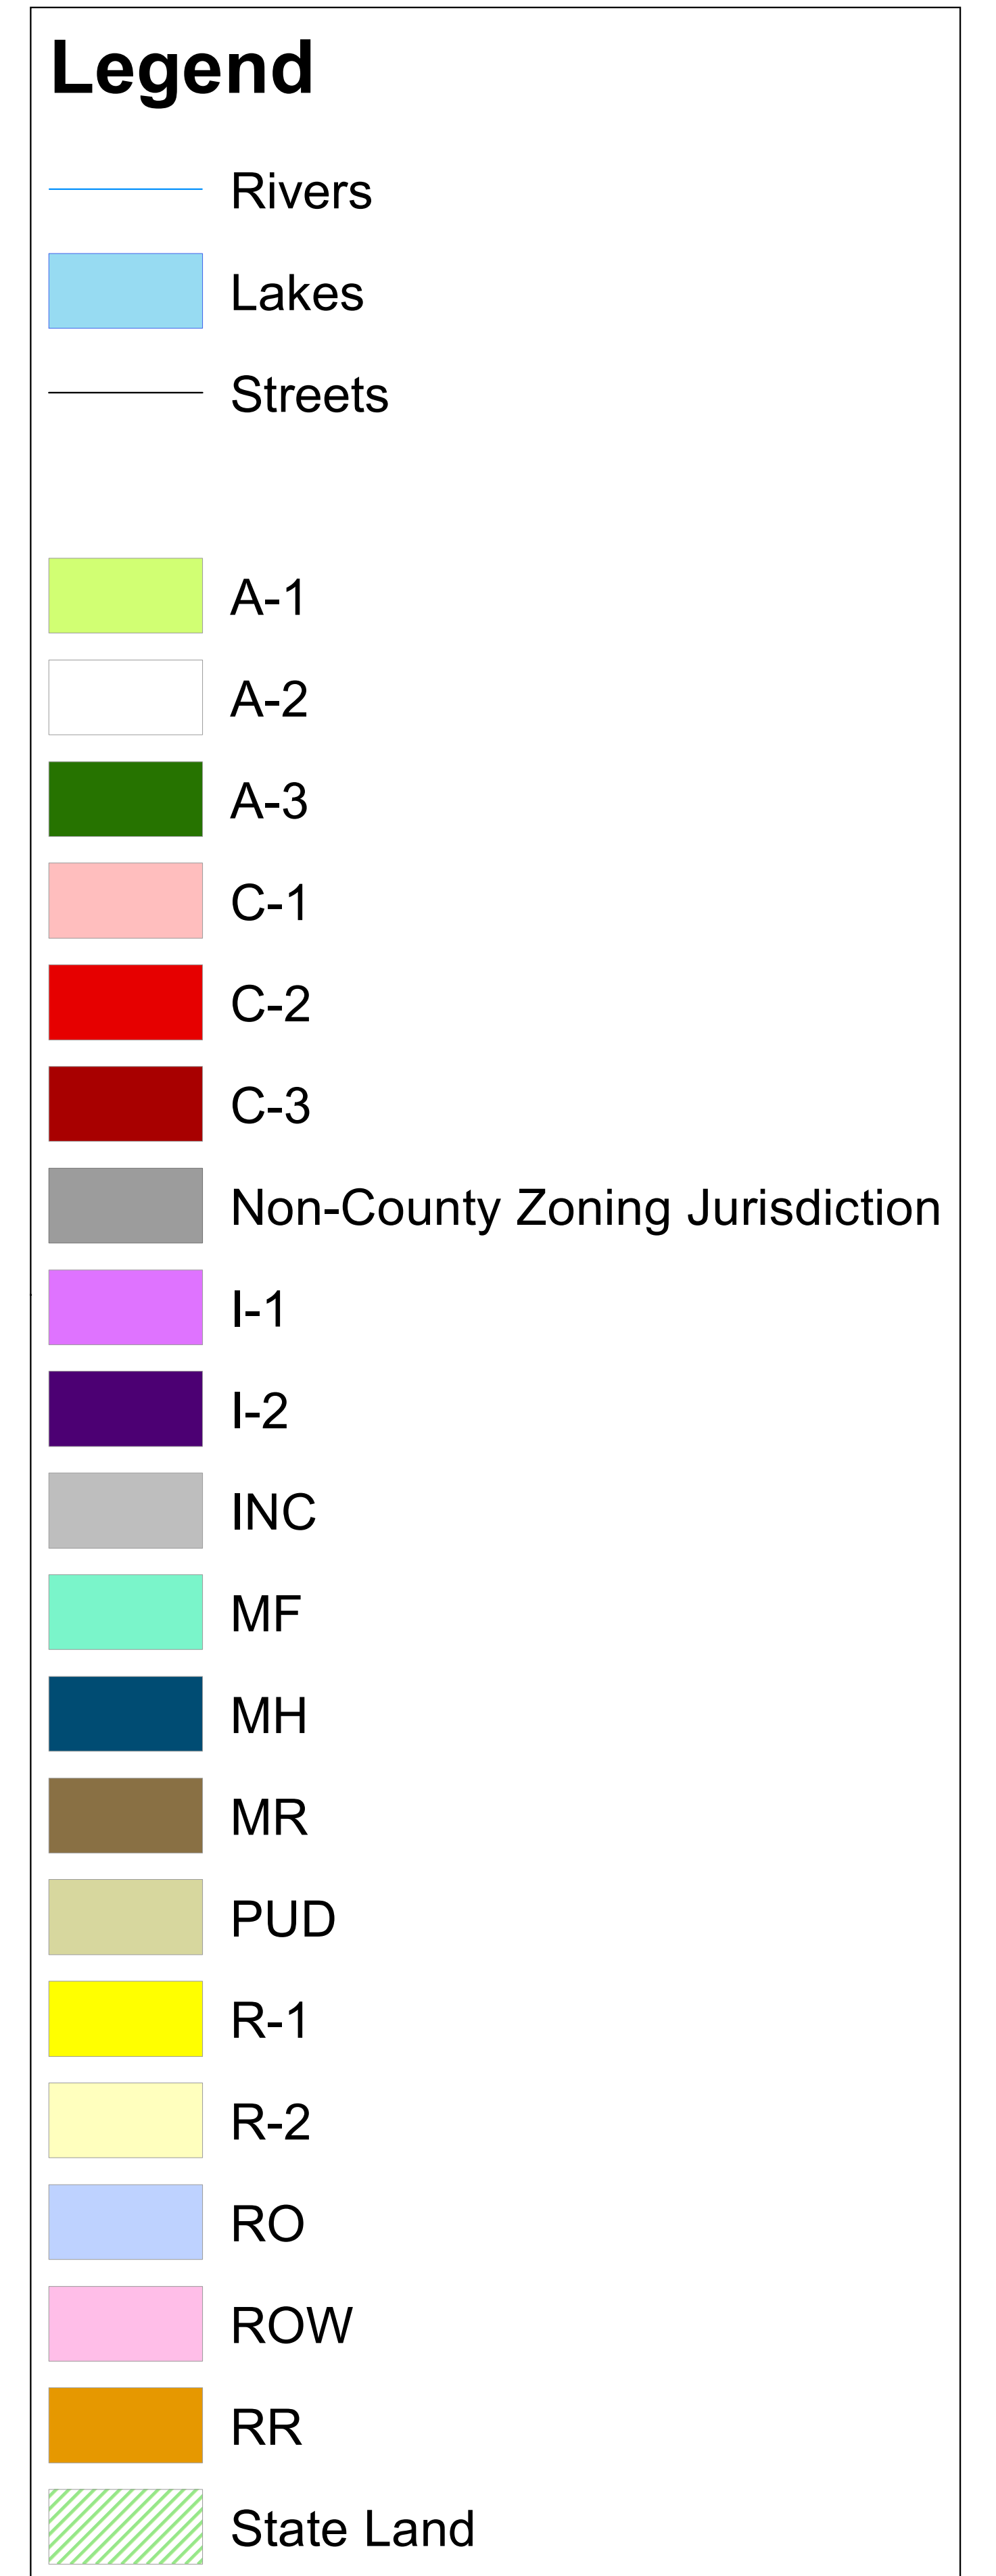 Legend
Rivers
Lakes
Streets
A-1
A-2
A-3
C-1
C-2
C-3
Non-County Zoning Jurisdiction
I-1
I-2
INC
MF
MH
MR
PUD
R-1
R-2
RO
ROW
RR
State Land